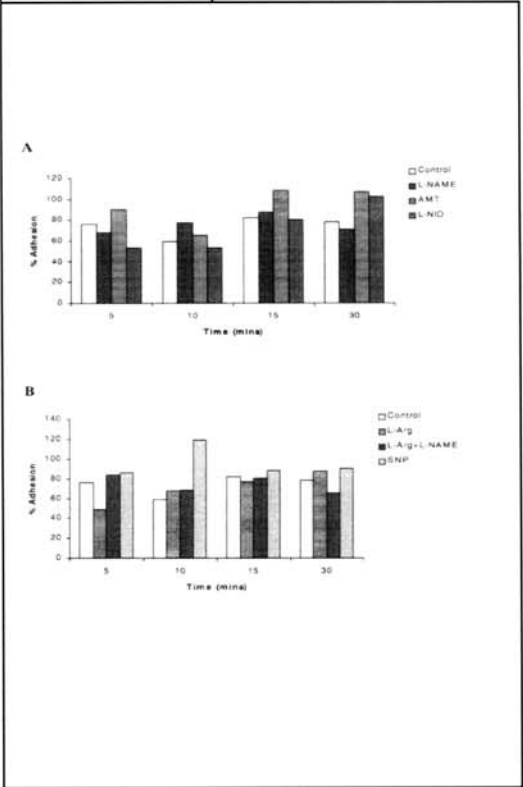 A
120
100
80
60
40
20
0
% Adhesion
5 10 15 30
Time (mins)
Control
L-NAME
AMT
L-NIO
B
140
120
100
80
60
40
20
0
% Adhesion
5 10 15 30
Time (mins)
Control
L-Arg
L-Arg+L-NAME
SNP